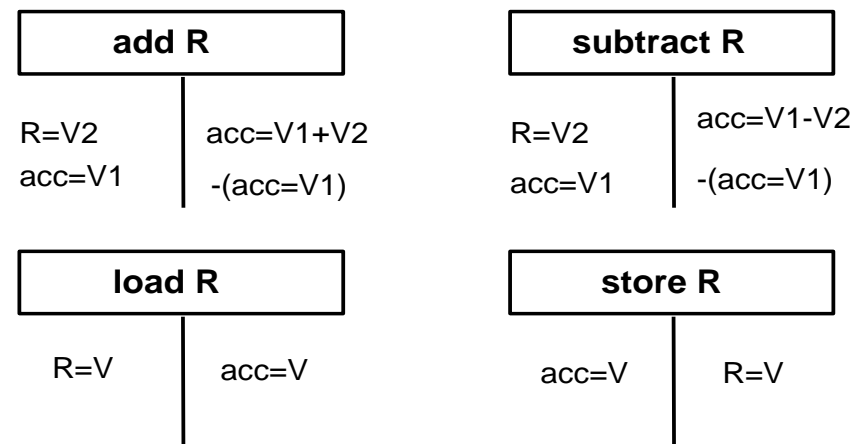 add R
R=V2
acc=V1
acc=V1+V2
-(acc=V1)
subtract R
R=V2
acc=V1
acc=V1-V2
-(acc=V1)
load R
R=V
acc=V
store R
acc=V
R=V